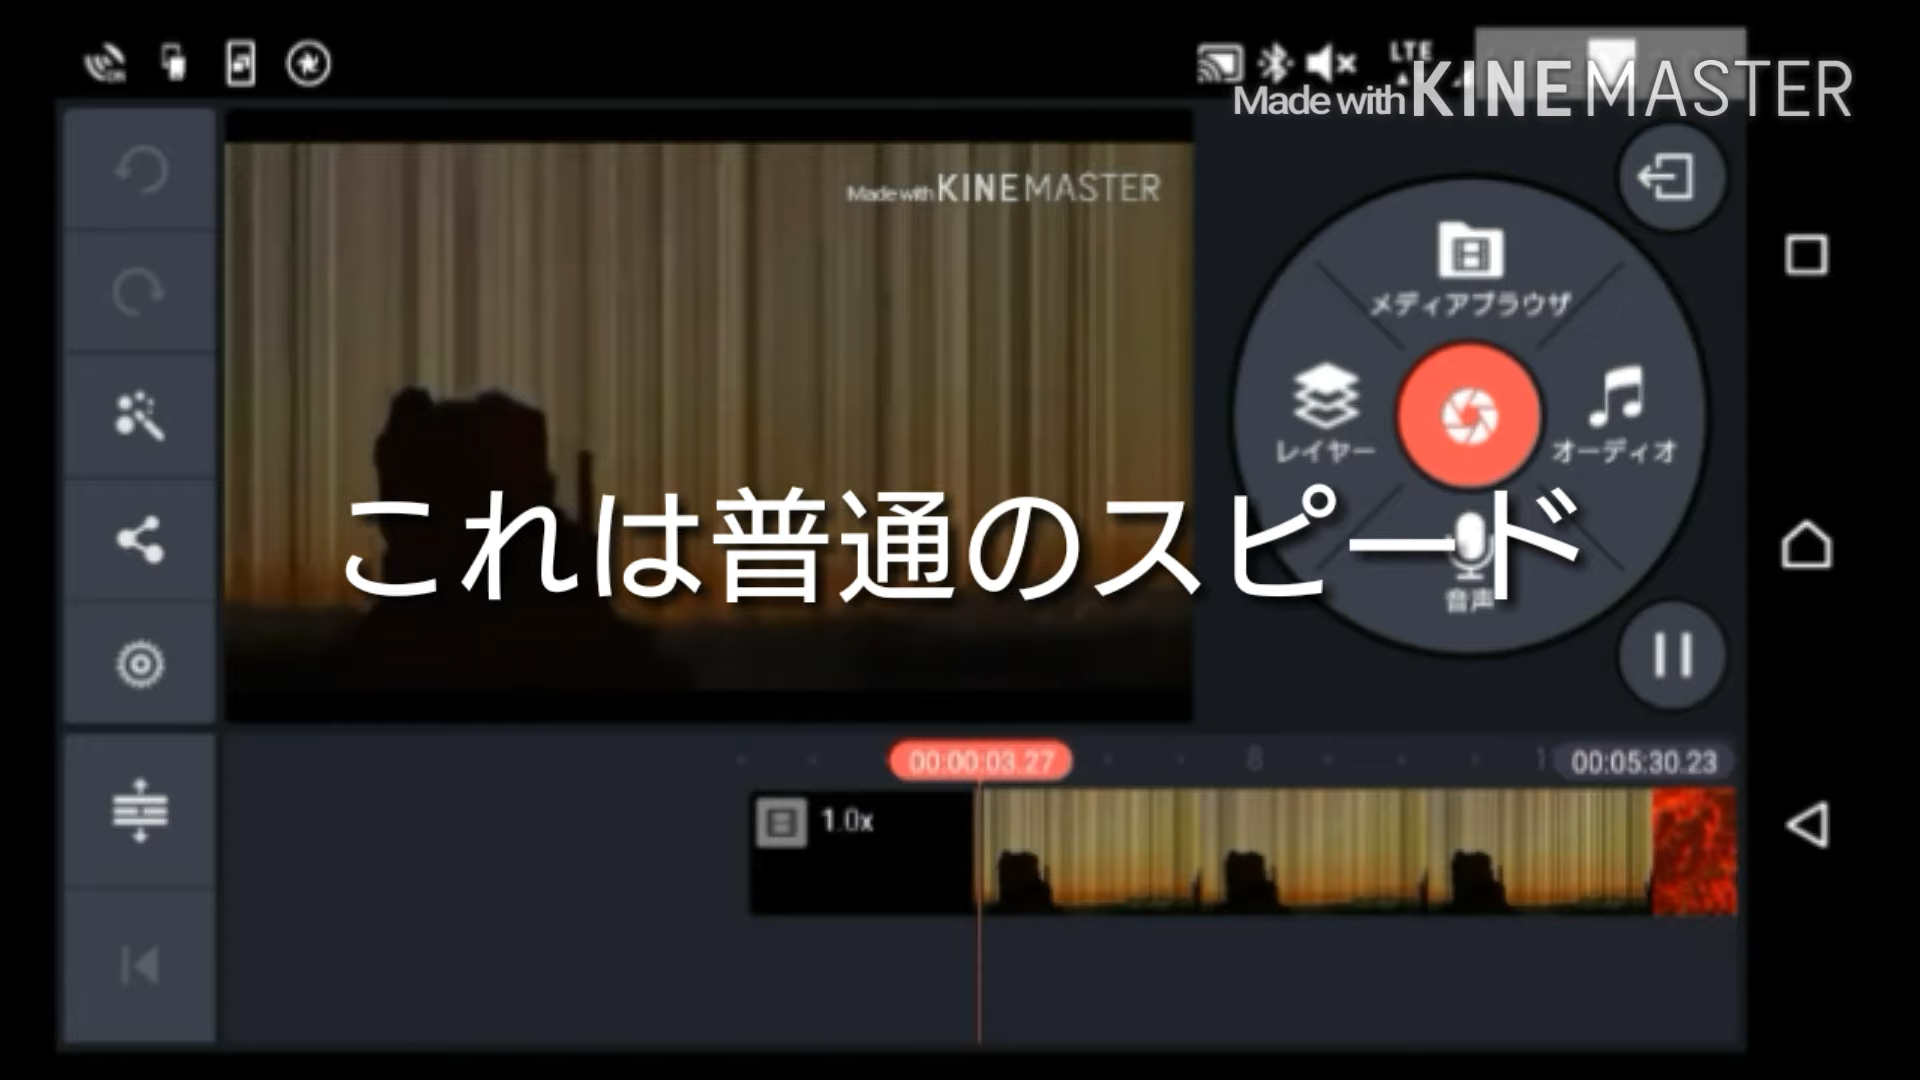 LTE
Made with KINEMASTER
Made with KINEMASTER
メディアブラウザ
レイヤー
オーディオ
これは普通のスピード
音声
00:00:03.27
8
00:05:30.23
1.0x